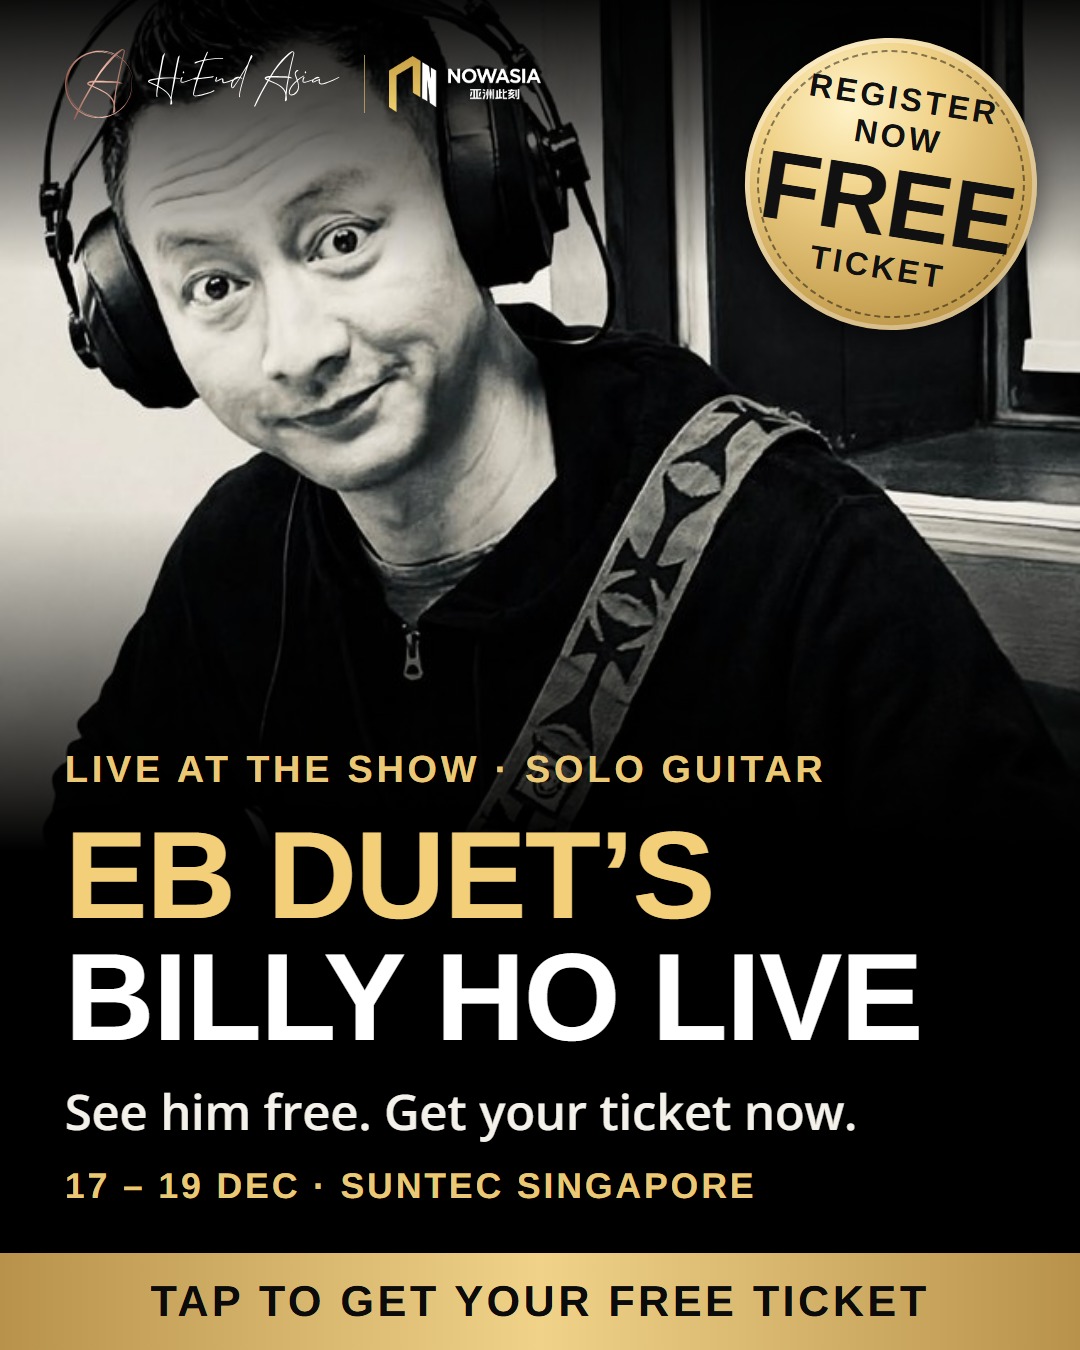 HiEnd Asia
NOWASIA
亚洲此刻
REGISTER
NOW
FREE
TICKET
LIVE AT THE SHOW · SOLO GUITAR
EB DUET’S
BILLY HO LIVE
See him free. Get your ticket now.
17 – 19 DEC · SUNTEC SINGAPORE
TAP TO GET YOUR FREE TICKET